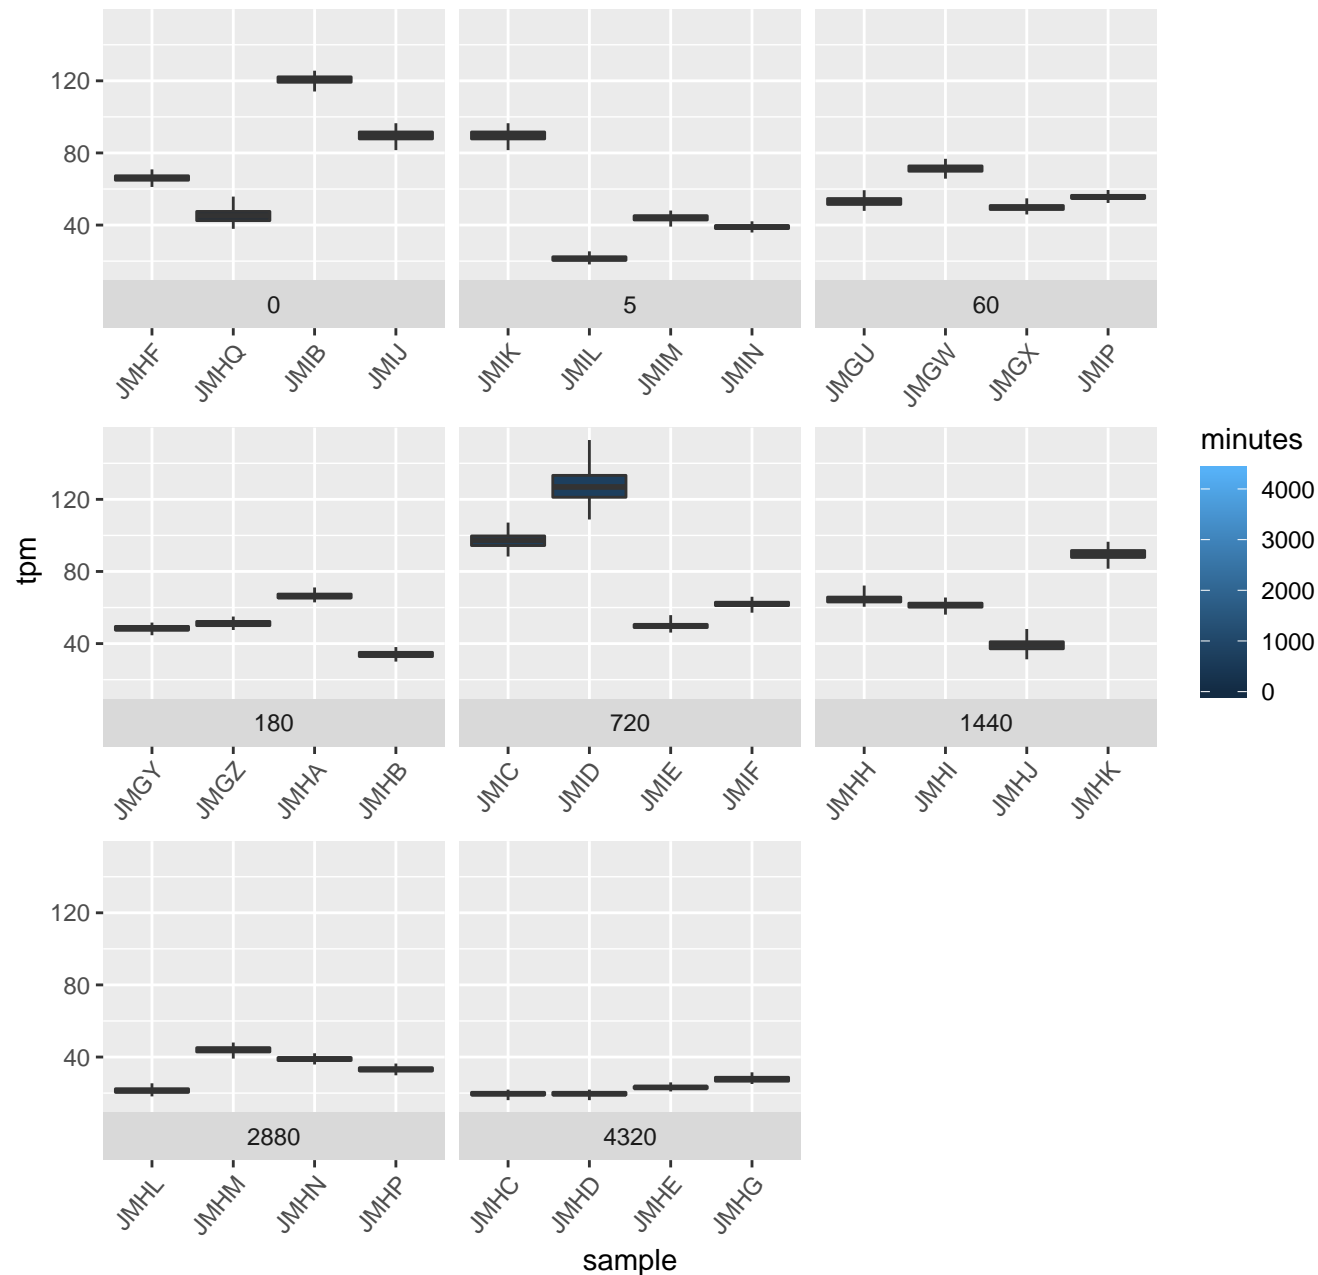 tpm
120
80
40
0
5
60
JMHF
JMHQ
JMIB
JMIJ
JMIK
JMIL
JMIM
JMIN
JMGU
JMGW
JMGX
JMIP
120
80
40
180
720
1440
JMGY
JMGZ
JMHA
JMHB
JMIC
JMID
JMIE
JMIF
JMHH
JMHI
JMHJ
JMHK
120
80
40
2880
4320
JMHL
JMHM
JMHN
JMHP
JMHC
JMHD
JMHE
JMHG
sample
minutes
4000
3000
2000
1000
0